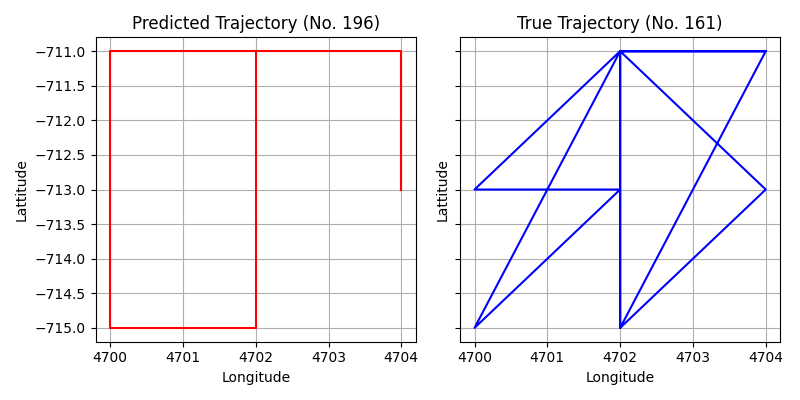 Predicted Trajectory (No. 196)
True Trajectory (No. 161)
Lattitude
−711.0
−711.5
−712.0
−712.5
−713.0
−713.5
−714.0
−714.5
−715.0
4700 4701 4702 4703 4704
Longitude
Lattitude
4700 4701 4702 4703 4704
Longitude